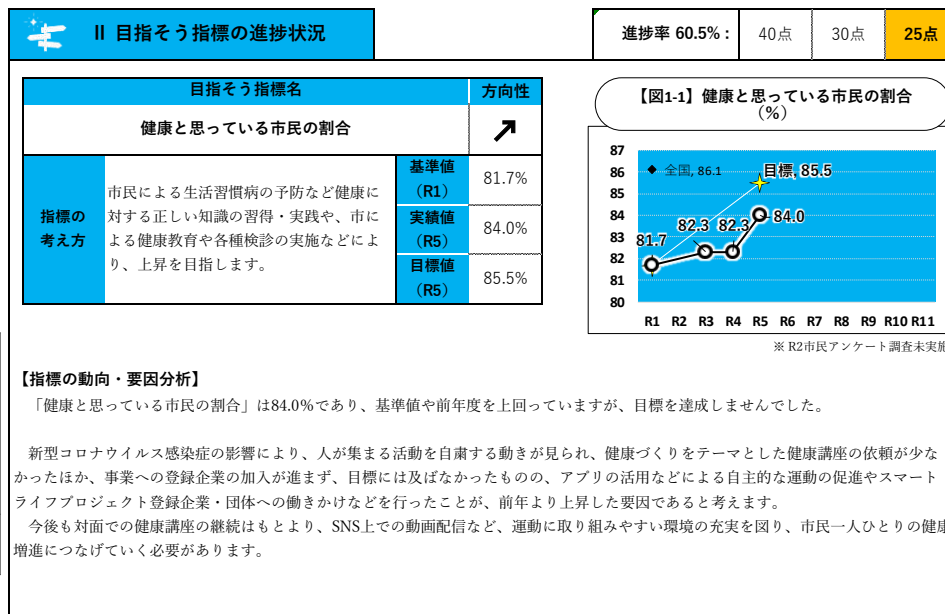 Ⅱ 目指そう指標の進捗状況
進捗率 60.5%： 40点 30点 25点
目指そう指標名 方向性
健康と思っている市民の割合
指標の
考え方
市民による生活習慣病の予防など健康に
対する正しい知識の習得・実践や、市に
よる健康教育や各種検診の実施などによ
り、上昇を目指します。
基準値
（R1）
81.7%
実績値
（R5）
84.0%
目標値
（R5）
85.5%
【図1-1】健康と思っている市民の割合
（%）
87
86
85
84
83
82
81
80
全国, 86.1
目標, 85.5
81.7
82.3
82.3
84.0
R1 R2 R3 R4 R5 R6 R7 R8 R9 R10 R11
※ R2市民アンケート調査未実施
【指標の動向・要因分析】
「健康と思っている市民の割合」は84.0%であり、基準値や前年度を上回っていますが、目標を達成しませんでした。
新型コロナウイルス感染症の影響により、人が集まる活動を自粛する動きが見られ、健康づくりをテーマとした健康講座の依頼が少な
かったほか、事業への登録企業の加入が進まず、目標には及ばなかったものの、アプリの活用などによる自主的な運動の促進やスマート
ライフプロジェクト登録企業・団体への働きかけなどを行ったことが、前年より上昇した要因であると考えます。
今後も対面での健康講座の継続はもとより、SNS上での動画配信など、運動に取り組みやすい環境の充実を図り、市民一人ひとりの健康
増進につなげていく必要があります。